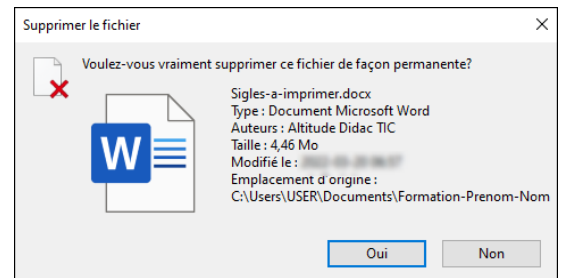 Supprimer le fichier
Voulez-vous vraiment supprimer ce fichier de façon permanente?
Sigles-a-imprimer.docx
Type : Document Microsoft Word
Auteurs : Altitude Didac TIC
Taille : 4,46 Mo
Modifié le :
Emplacement d'origine :
C:\Users\USER\Documents\Formation-Prenom-Nom
W
Oui Non